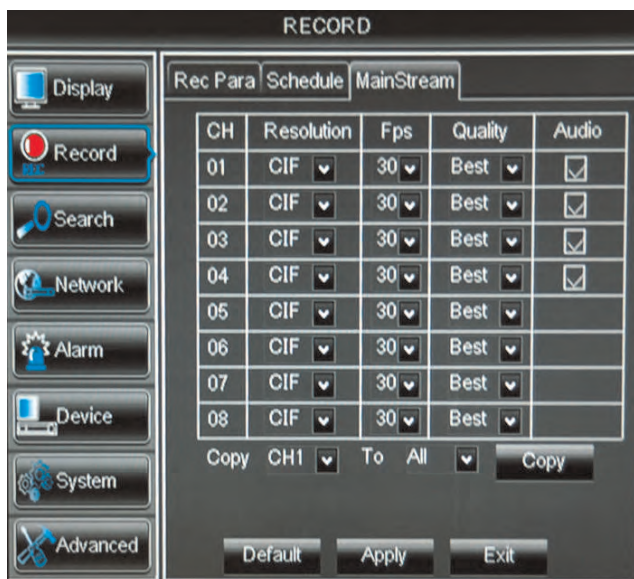 RECORD
Display
Record
REC
Search
Network
Alarm
Device
System
Advanced
Rec Para Schedule MainStream
CH Resolution Fps Quality Audio
01 CIF 30 Best
02 CIF 30 Best
03 CIF 30 Best
04 CIF 30 Best
05 CIF 30 Best
06 CIF 30 Best
07 CIF 30 Best
08 CIF 30 Best
Copy CH1 To All Copy
Default Apply Exit